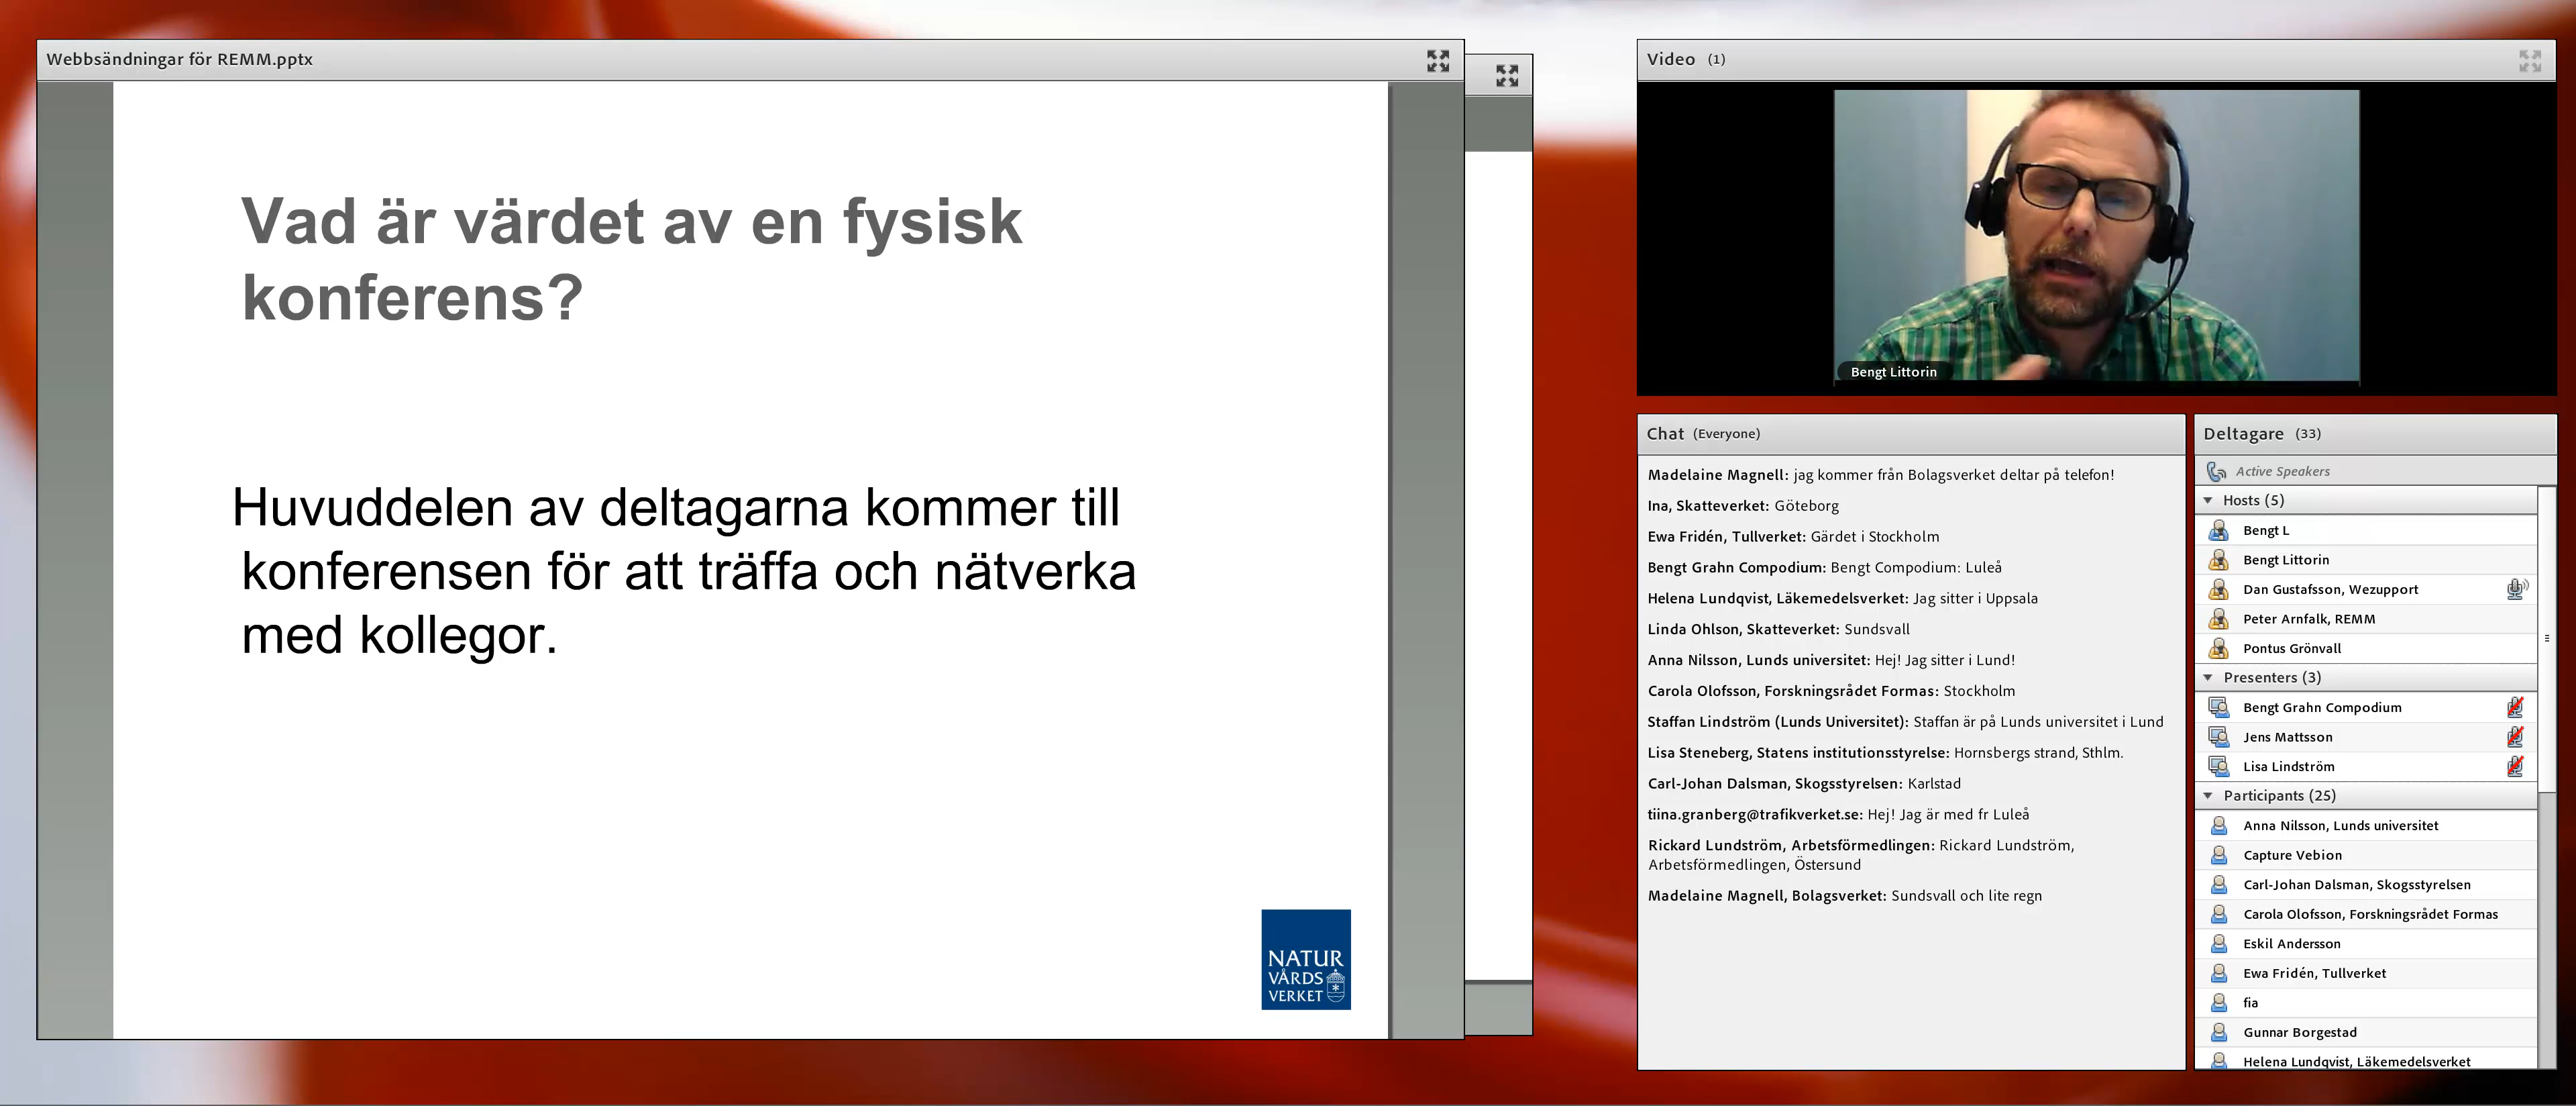 Webbsändningar för REMM.pptx
Vad är värdet av en fysisk
konferens?
Huvuddelen av deltagarna kommer till
konferensen för att träffa och nätverka
med kollegor.
NATUR
VÅRDS
VERKET
Video (1)
Bengt Littorin
Chat (Everyone)
Madelaine Magnell: jag kommer från Bolagsverket deltar på telefon!
Ina, Skatteverket: Göteborg
Ewa Fridén, Tullverket: Gärdet i Stockholm
Bengt Grahn Compodium: Bengt Compodium: Luleå
Helena Lundqvist, Läkemedelsverket: Jag sitter i Uppsala
Linda Ohlson, Skatteverket: Sundsvall
Anna Nilsson, Lunds universitet: Hej! Jag sitter i Lund!
Carola Olofsson, Forskningsrådet Formas: Stockholm
Staffan Lindström (Lunds Universitet): Staffan är på Lunds universitet i Lund
Lisa Steneberg, Statens institutionsstyrelse: Hornsbergs strand, Sthlm.
Carl-Johan Dalsman, Skogsstyrelsen: Karlstad
tiina.granberg@trafikverket.se: Hej! Jag är med fr Luleå
Rickard Lundström, Arbetsförmedlingen: Rickard Lundström,
Arbetsförmedlingen, Östersund
Madelaine Magnell, Bolagsverket: Sundsvall och lite regn
Deltagare (33)
Active Speakers
Hosts (5)
Bengt L
Bengt Littorin
Dan Gustafsson, Wezupport
Peter Arnfalk, REMM
Pontus Grönvall
Presenters (3)
Bengt Grahn Compodium
Jens Mattsson
Lisa Lindström
Participants (25)
Anna Nilsson, Lunds universitet
Capture Vebion
Carl-Johan Dalsman, Skogsstyrelsen
Carola Olofsson, Forskningsrådet Formas
Eskil Andersson
Ewa Fridén, Tullverket
fia
Gunnar Borgestad
Helena Lundqvist, Läkemedelsverket